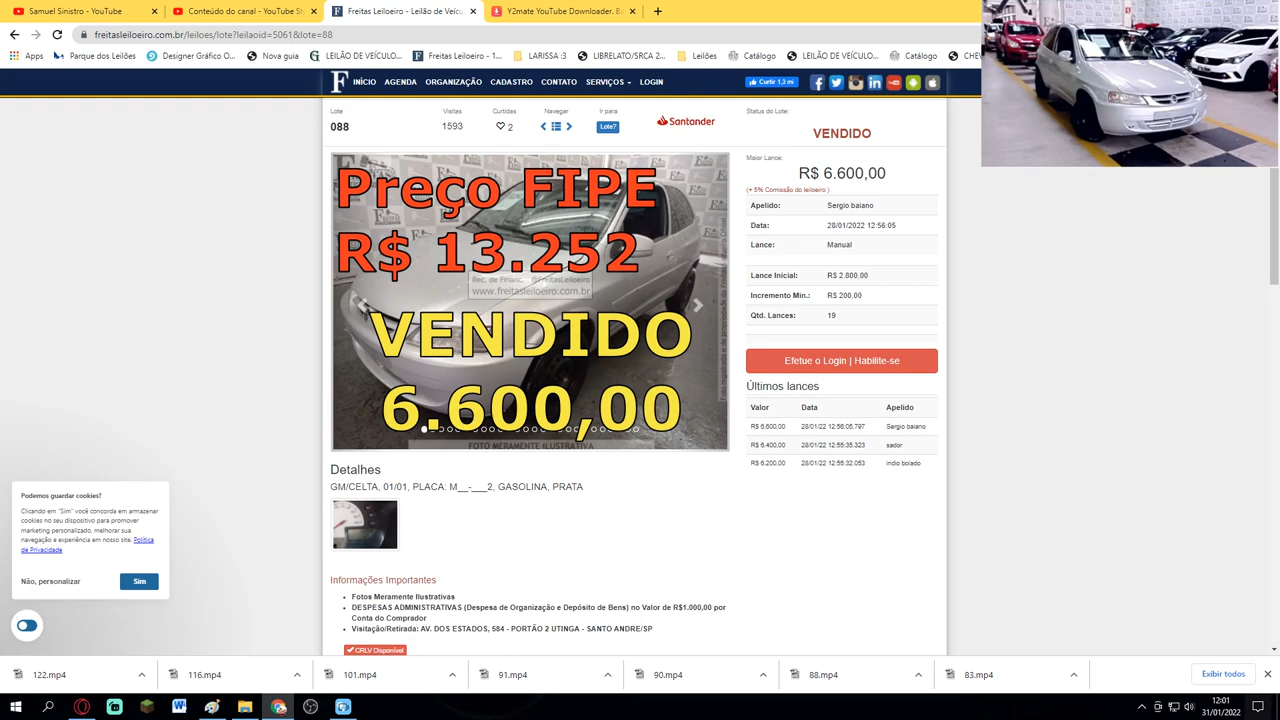 Samuel Sinistro - YouTube
Conteúdo do canal - YouTube St
Freitas Leiloeiro - Leilão de Veícu
Y2mate YouTube Downloader. Ba
freitasleiloeiro.com.br/leiloes/lote?leilaoid=5061&lote=88
YouTube
Parque dos Leilões
Designer Gráfico O...
Nova guia
LEILÃO DE VEÍCULO...
Freitas Leiloeiro - 1...
LARISSA :3
LIBRELATO/SRCA 2...
Leilões
Catálogo
LEILÃO DE VEÍCULO...
Catálogo
INÍCIO AGENDA ORGANIZAÇÃO CADASTRO CONTATO SERVIÇOS LOGIN
Curtir 1,3 mi
Lote
088
Visitas
1593
Curtidas
2
Navegar
Ir para
Lote?
Santander
Status do Lote:
VENDIDO
Preço FIPE
R$ 13.252
VENDIDO
6.600,00
Rec. de Financ. @FreitasLeiloeiro
www.freitasleiloeiro.com.br
FOTO MERAMENTE ILUSTRATIVA
Maior Lance:
R$ 6.600,00
(+ 5% Comissão do leiloeiro )
Apelido: Sergio baiano
Data: 28/01/2022 12:56:05
Lance: Manual
Lance Inicial: R$ 2.800,00
Incremento Min.: R$ 200,00
Qtd. Lances: 19
Efetue o Login | Habilite-se
Últimos lances
Valor Data Apelido
R$ 6.600,00 28/01/22 12:56:05.797 Sergio baiano
R$ 6.400,00 28/01/22 12:55:35.323 sador
R$ 6.200,00 28/01/22 12:55:32.053 indio bolado
Detalhes
GM/CELTA, 01/01, PLACA: M__-___2, GASOLINA, PRATA
Informações Importantes
Fotos Meramente Ilustrativas
DESPESAS ADMINISTRATIVAS (Despesa de Organização e Depósito de Bens) no Valor de R$1.000,00 por
Conta do Comprador
Visitação/Retirada: AV. DOS ESTADOS, 584 - PORTÃO 2 UTINGA - SANTO ANDRE/SP
CRLV Disponível
Podemos guardar cookies?
Clicando em "Sim" você concorda em armazenar
cookies no seu dispositivo para promover
marketing personalizado, melhorar sua
navegação e experiência em nosso site. Política
de Privacidade
Não, personalizar
Sim
122.mp4
116.mp4
101.mp4
91.mp4
90.mp4
88.mp4
83.mp4
Exibir todos
12:01
31/01/2022